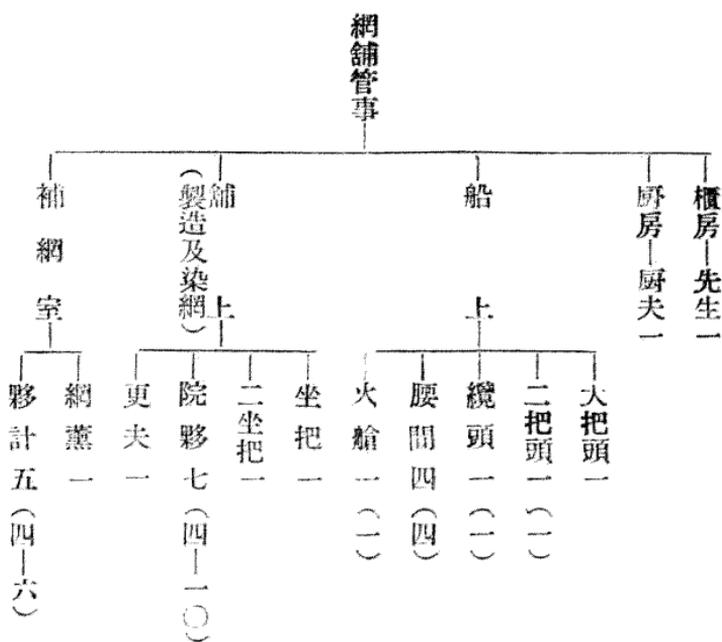 網舖管事
櫃房—先生一
厨房—厨夫一
船上
大把頭一
二把頭一(一)
纜頭一(一)
腰間四(四)
火艙一(一)
舖上
(製造及染網)
坐把一
二坐把一
院夥七(四—一〇)
更夫一
補網室
網薫一
夥計五(四—六)